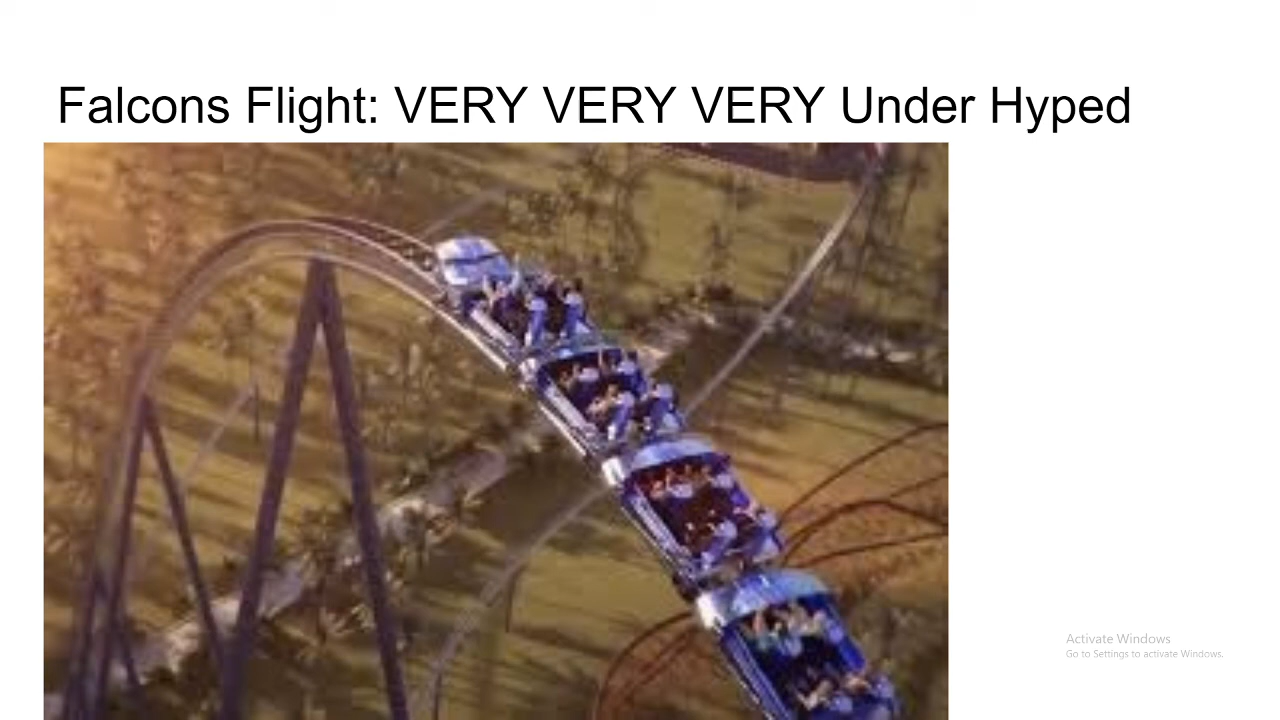 Falcons Flight: VERY VERY VERY Under Hyped
Activate Windows
Go to Settings to activate Windows.